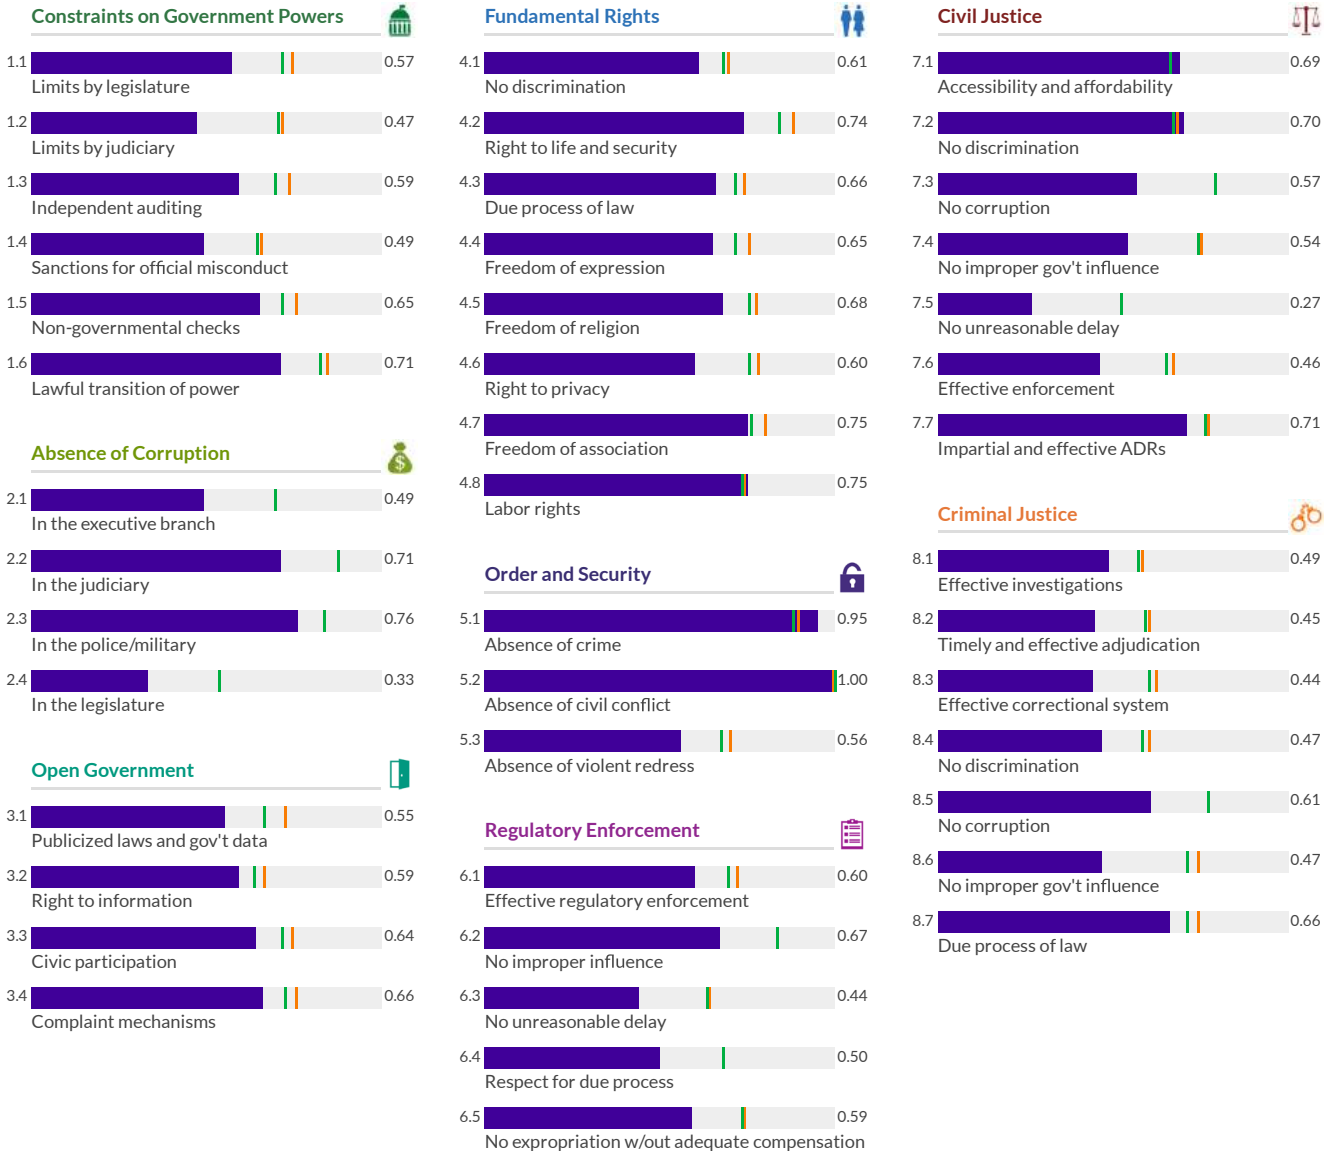 Constraints on Government Powers
1.1 0.57
Limits by legislature
1.2 0.47
Limits by judiciary
1.3 0.59
Independent auditing
1.4 0.49
Sanctions for official misconduct
1.5 0.65
Non-governmental checks
1.6 0.71
Lawful transition of power
Absence of Corruption
$
2.1 0.49
In the executive branch
2.2 0.71
In the judiciary
2.3 0.76
In the police/military
2.4 0.33
In the legislature
Open Government
3.1 0.55
Publicized laws and gov't data
3.2 0.59
Right to information
3.3 0.64
Civic participation
3.4 0.66
Complaint mechanisms
Fundamental Rights
4.1 0.61
No discrimination
4.2 0.74
Right to life and security
4.3 0.66
Due process of law
4.4 0.65
Freedom of expression
4.5 0.68
Freedom of religion
4.6 0.60
Right to privacy
4.7 0.75
Freedom of association
4.8 0.75
Labor rights
Order and Security
5.1 0.95
Absence of crime
5.2 1.00
Absence of civil conflict
5.3 0.56
Absence of violent redress
Regulatory Enforcement
6.1 0.60
Effective regulatory enforcement
6.2 0.67
No improper influence
6.3 0.44
No unreasonable delay
6.4 0.50
Respect for due process
6.5 0.59
No expropriation w/out adequate compensation
Civil Justice
7.1 0.69
Accessibility and affordability
7.2 0.70
No discrimination
7.3 0.57
No corruption
7.4 0.54
No improper gov't influence
7.5 0.27
No unreasonable delay
7.6 0.46
Effective enforcement
7.7 0.71
Impartial and effective ADRs
Criminal Justice
8.1 0.49
Effective investigations
8.2 0.45
Timely and effective adjudication
8.3 0.44
Effective correctional system
8.4 0.47
No discrimination
8.5 0.61
No corruption
8.6 0.47
No improper gov't influence
8.7 0.66
Due process of law